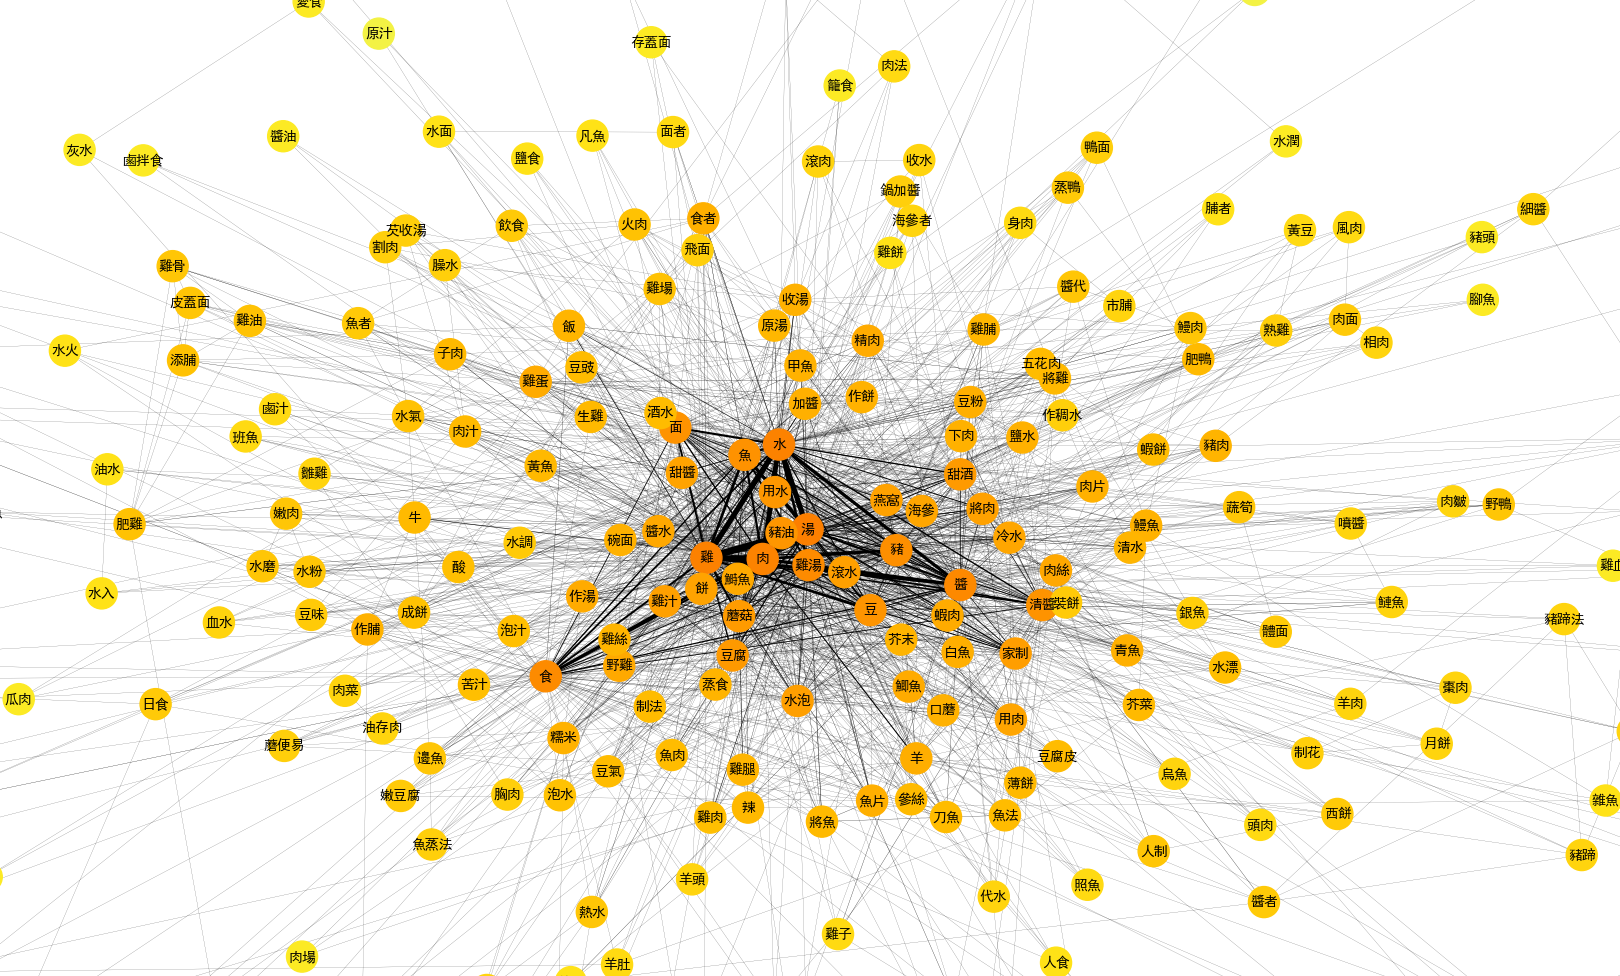 愛食
原汁
存蓋面
肉法
籠食
水面
醬油
凡魚
面者
灰水
鹵拌食
鹽食
滾肉
收水
鴨面
水潤
蒸鴨
鍋加醬
海參者
脯者
細醬
食者
火肉
飲食
芡收湯
割肉
身肉
黃豆
風肉
豬頭
飛面
雞餅
臊水
雞骨
皮蓋面
雞場
醬代
收湯
市脯
腳魚
雞油
魚者
飯
原湯
雞脯
鰻肉
熟雞
肉面
精肉
相肉
水火
添脯
子肉
豆豉
甲魚
五花肉
將雞
肥鴨
雞蛋
加醬
作餅
豆粉
鹵汁
水氣
生雞
酒水
作稠水
面
班魚
肉汁
水
魚
下肉
鹽水
蝦餅
豬肉
油水
雛雞
黃魚
甜醬
甜酒
用水
肉片
燕窩
海參
將肉
蔬筍
肉皺
野鴨
嫩肉
肥雞
牛
噴醬
鰻魚
清水
醬水
碗面
豬油
湯
冷水
水調
豬
雞
肉
雞湯
滾水
肉絲
水磨
水粉
酸
餅
鱘魚
醬
水入
作湯
雞汁
清醬
裝餅
鰱魚
血水
豆味
成餅
蘑菇
豆
蝦肉
銀魚
豬蹄法
作脯
泡汁
雞絲
芥末
體面
野雞
豆腐
白魚
家制
青魚
水漂
食
苦汁
蒸食
鯽魚
棗肉
瓜肉
日食
肉菜
制法
水泡
口蘑
用肉
芥菜
羊肉
油存肉
蘑便易
糯米
月餅
制花
邊魚
魚肉
雞腿
羊
豆腐皮
豆氣
烏魚
嫩豆腐
胸肉
泡水
薄餅
參絲
魚片
雜魚
辣
雞肉
將魚
刀魚
魚法
西餅
頭肉
魚蒸法
人制
豬蹄
羊頭
照魚
代水
醬者
熱水
雞子
肉場
羊肚
人食